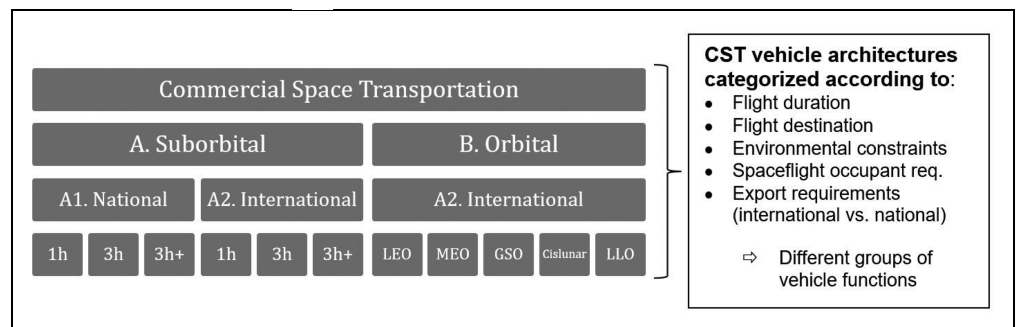 Commercial Space Transportation
A. Suborbital
B. Orbital
A1. National
A2. International
A2. International
1h
3h
3h+
1h
3h
3h+
LEO
MEO
GSO
Cislunar
LLO
CST vehicle architectures
categorized according to:
• Flight duration
• Flight destination
• Environmental constraints
• Spaceflight occupant req.
• Export requirements
(international vs. national)
⇨ Different groups of
vehicle functions